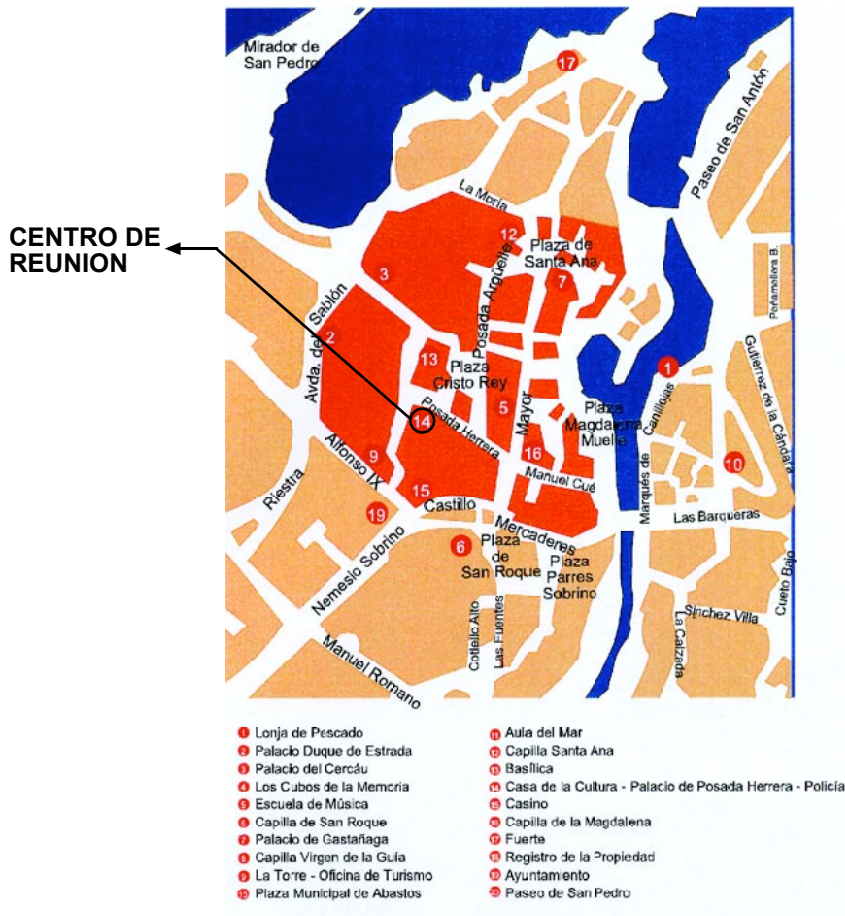 Mirador de
San Pedro
17
Paseo de San Antón
La Moría
CENTRO DE
REUNION
12
Plaza de
Santa Ana
7
3
Posada Argüelle
Peñamellera B.
Avda. del Sablón
2
13
Plaza
Cristo Rey
1
Gutierrez de la Cándara
Canillojas
Posada Herrera
14
5
Mayor
Plaza
Magdalena
Muelle
9
16
10
Alfonso IX
Manuel Cué
Riestra
15
Castillo
Marqués de
19
Mercaderes
Las Barqueras
6
Plaza
de
San Roque
Plaza
Parres
Sobrino
Nemesio Sobrino
Cueto Bajo
Cotiello Alto
Las Fuentes
La Calzada
Sinchez Villa
Manuel Romano
1 Lonja de Pescado
2 Palacio Duque de Estrada
3 Palacio del Cercáu
4 Los Cubos de la Memoria
5 Escuela de Música
6 Capilla de San Roque
7 Palacio de Gastañaga
8 Capilla Virgen de la Guía
9 La Torre - Oficina de Turismo
10 Plaza Municipal de Abastos
11 Aula del Mar
12 Capilla Santa Ana
13 Basílica
14 Casa de la Cultura - Palacio de Posada Herrera - Policía
15 Casino
16 Capilla de la Magdalena
17 Fuerte
18 Registro de la Propiedad
19 Ayuntamiento
20 Paseo de San Pedro